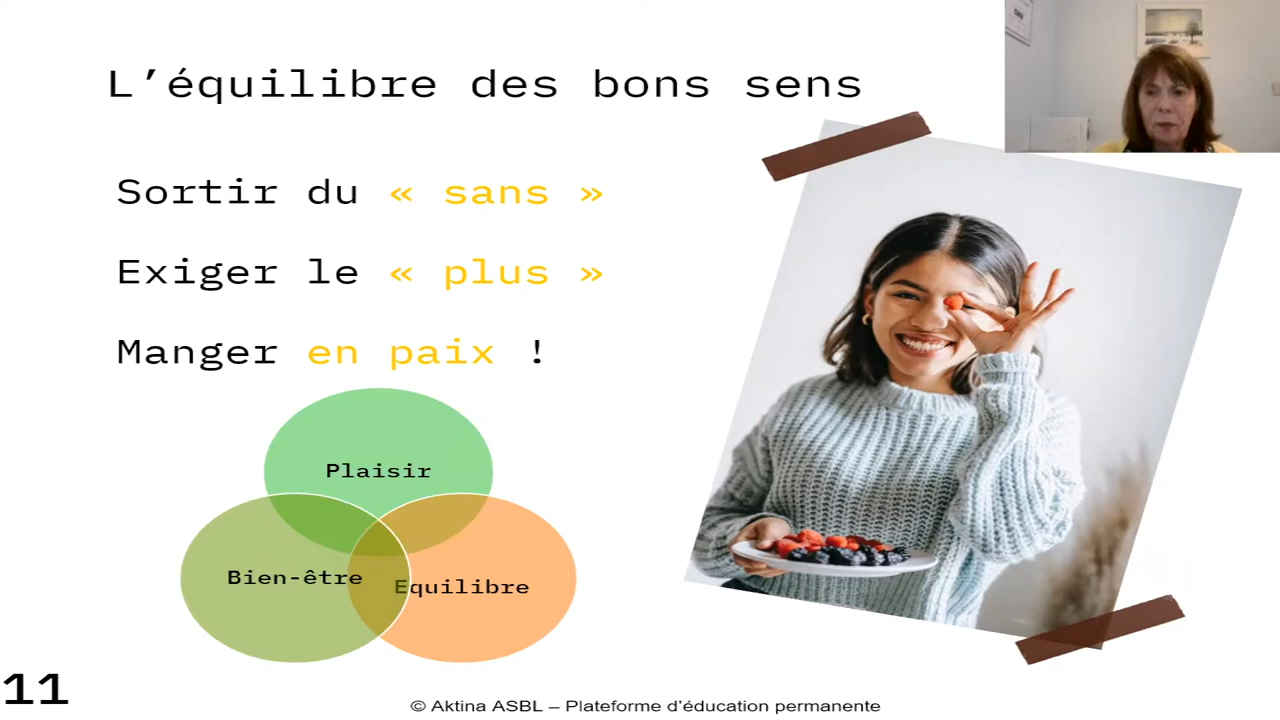 L’équilibre des bons sens
Sortir du « sans »
Exiger le « plus »
Manger en paix !
Plaisir
Bien-être
Equilibre
11
© Aktina ASBL – Plateforme d’éducation permanente